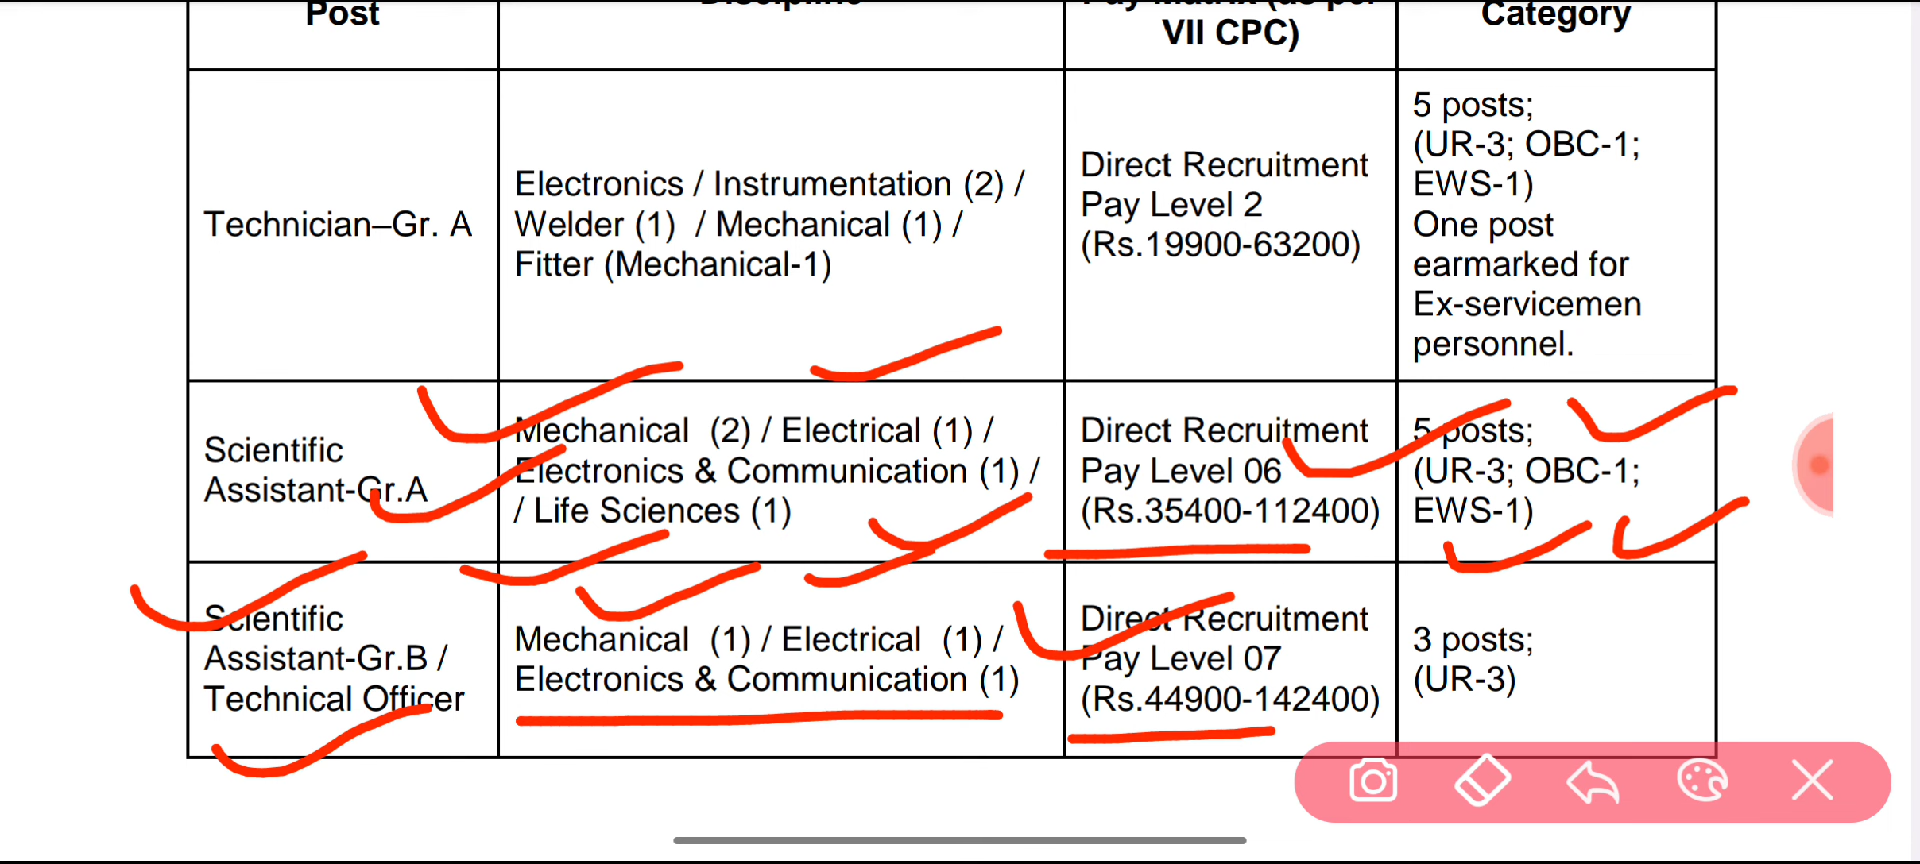 Post
VII CPC)
Category
Technician–Gr. A
Electronics / Instrumentation (2) /
Welder (1) / Mechanical (1) /
Fitter (Mechanical-1)
Direct Recruitment
Pay Level 2
(Rs.19900-63200)
5 posts;
(UR-3; OBC-1;
EWS-1)
One post
earmarked for
Ex-servicemen
personnel.
Scientific
Assistant-Gr.A
Mechanical (2) / Electrical (1) /
Electronics & Communication (1) /
/ Life Sciences (1)
Direct Recruitment
Pay Level 06
(Rs.35400-112400)
5 posts;
(UR-3; OBC-1;
EWS-1)
Scientific
Assistant-Gr.B /
Technical Officer
Mechanical (1) / Electrical (1) /
Electronics & Communication (1)
Direct Recruitment
Pay Level 07
(Rs.44900-142400)
3 posts;
(UR-3)